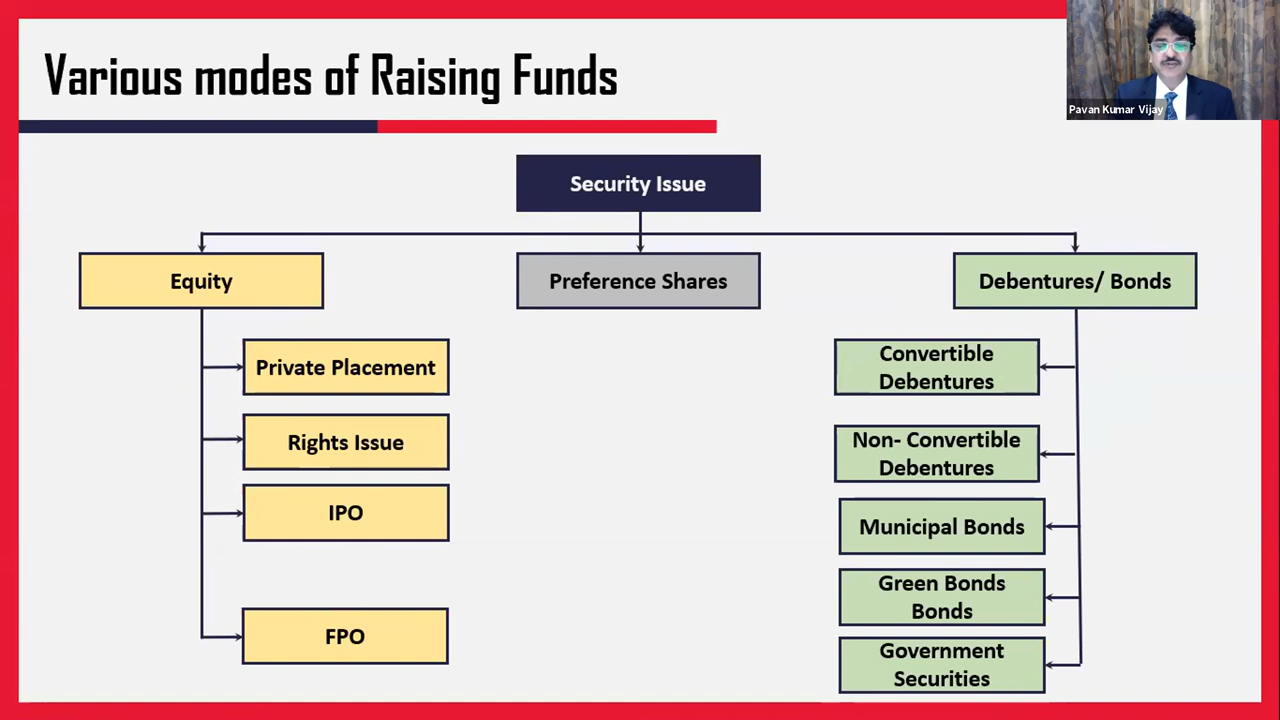 Various modes of Raising Funds
Pavan Kumar Vijay
Security Issue
Equity
Preference Shares
Debentures/ Bonds
Private Placement
Rights Issue
IPO
FPO
Convertible
Debentures
Non- Convertible
Debentures
Municipal Bonds
Green Bonds
Bonds
Government
Securities